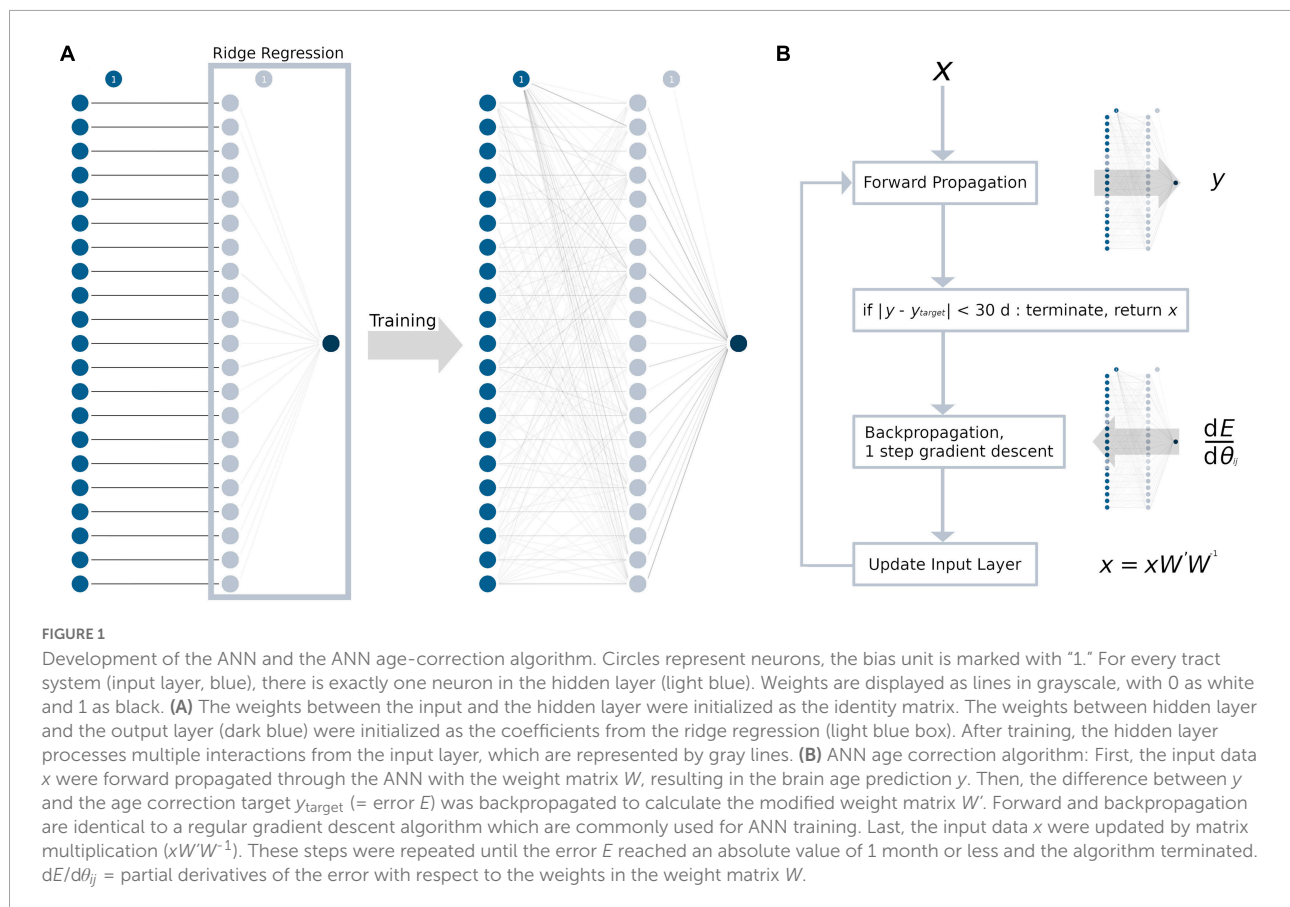 A
Ridge Regression
1
1
Training
1
1
B
x
Forward Propagation
y
if |y - y_target| < 30 d : terminate, return x
Backpropagation,
1 step gradient descent
dE
dθ_ij
Update Input Layer
x = xW'W^-1
FIGURE 1
Development of the ANN and the ANN age-correction algorithm. Circles represent neurons, the bias unit is marked with “1.” For every tract
system (input layer, blue), there is exactly one neuron in the hidden layer (light blue). Weights are displayed as lines in grayscale, with 0 as white
and 1 as black. (A) The weights between the input and the hidden layer were initialized as the identity matrix. The weights between hidden layer
and the output layer (dark blue) were initialized as the coefficients from the ridge regression (light blue box). After training, the hidden layer
processes multiple interactions from the input layer, which are represented by gray lines. (B) ANN age correction algorithm: First, the input data
x were forward propagated through the ANN with the weight matrix W, resulting in the brain age prediction y. Then, the difference between y
and the age correction target y_target (= error E) was backpropagated to calculate the modified weight matrix W′. Forward and backpropagation
are identical to a regular gradient descent algorithm which are commonly used for ANN training. Last, the input data x were updated by matrix
multiplication (xW′W^-1). These steps were repeated until the error E reached an absolute value of 1 month or less and the algorithm terminated.
dE/dθ_ij = partial derivatives of the error with respect to the weights in the weight matrix W.